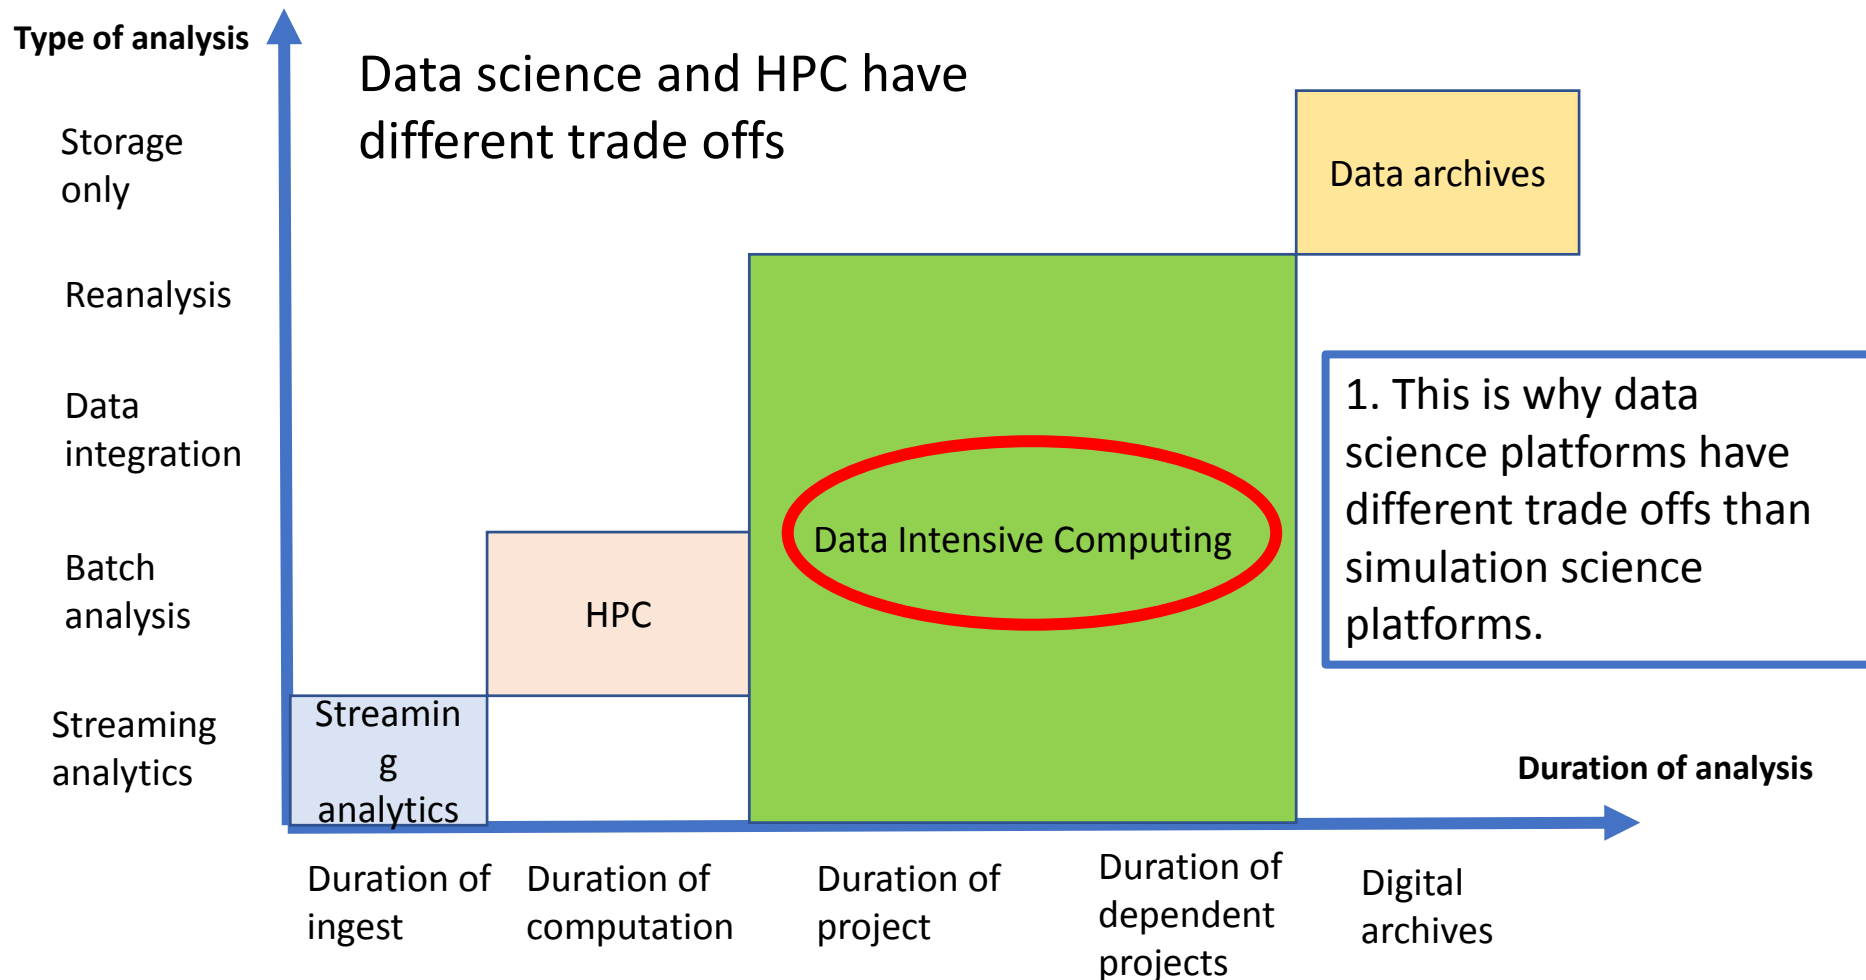 Type of analysis
Data science and HPC have
different trade offs
Storage
only
Data archives
Reanalysis
Data
integration
1. This is why data
science platforms have
different trade offs than
simulation science
platforms.
Data Intensive Computing
Batch
analysis
HPC
Streaming
analytics
Streamin
g
analytics
Duration of analysis
Duration of
ingest
Duration of
computation
Duration of
project
Duration of
dependent
projects
Digital
archives